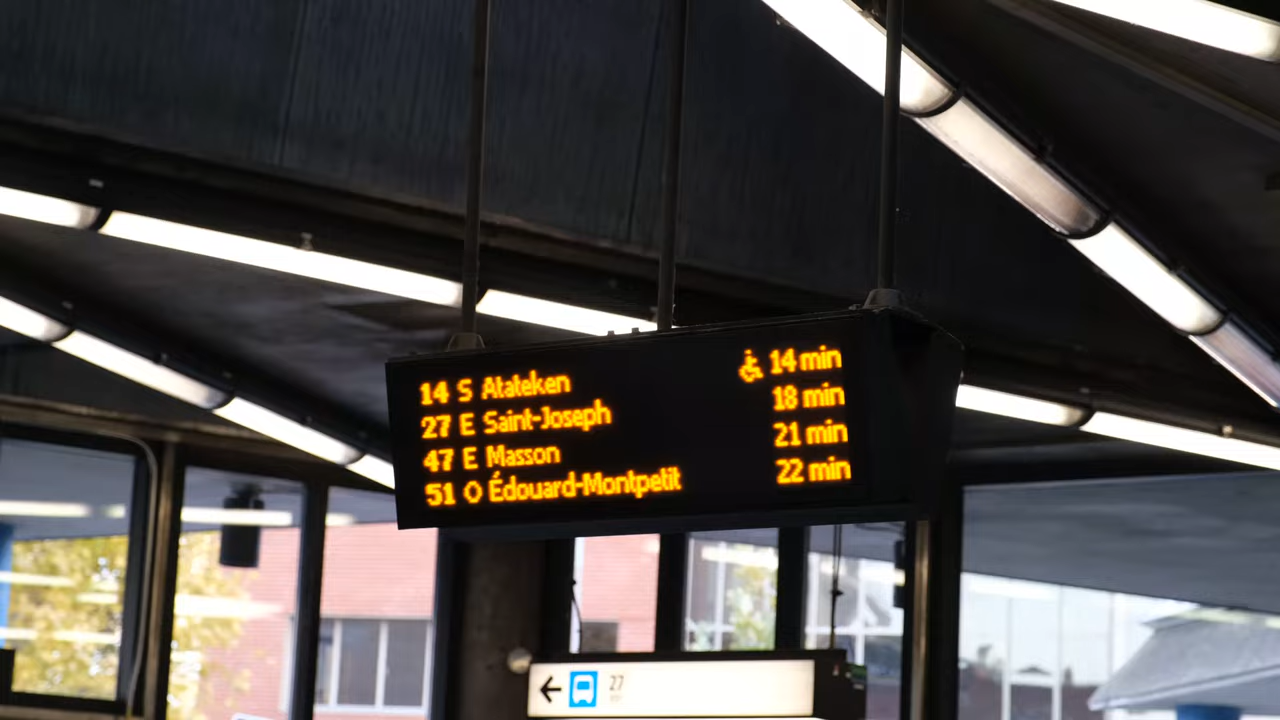 14 S Atateken 14 min
27 E Saint-Joseph 18 min
47 E Masson 21 min
51 O Édouard-Montpetit 22 min
27